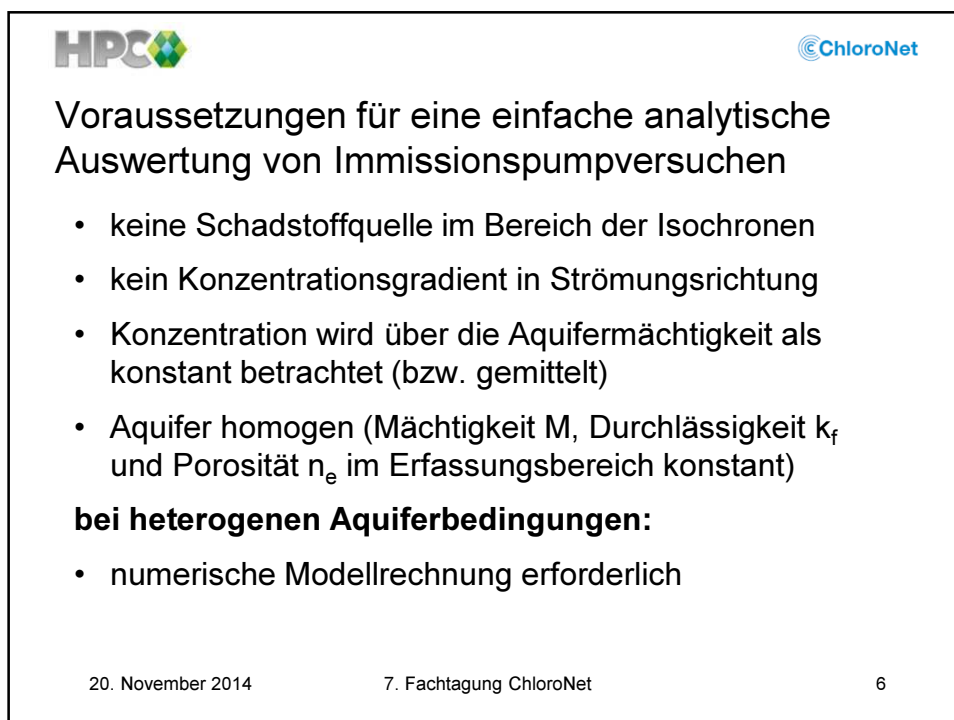 HPC
©ChloroNet
Voraussetzungen für eine einfache analytische
Auswertung von Immissionspumpversuchen
• keine Schadstoffquelle im Bereich der Isochronen
• kein Konzentrationsgradient in Strömungsrichtung
• Konzentration wird über die Aquifermächtigkeit als
konstant betrachtet (bzw. gemittelt)
• Aquifer homogen (Mächtigkeit M, Durchlässigkeit kf
und Porosität ne im Erfassungsbereich konstant)
bei heterogenen Aquiferbedingungen:
• numerische Modellrechnung erforderlich
20. November 2014 7. Fachtagung ChloroNet 6